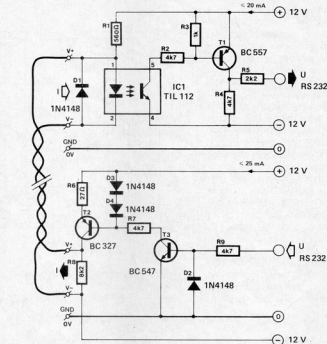 < 20 mA
+ 12 V
R1
560Ω
R3
1k
T1
BC 557
V+
1
5
R2
4k7
R5
2k2
U
RS 232
D1
I
1N4148
IC1
TIL 112
R4
4k7
2
4
V–
– 12 V
GND
0V
0
< 25 mA
+ 12 V
R6
27Ω
D3
1N4148
D4
1N4148
T2
R7
4k7
BC 327
T3
R9
4k7
U
RS 232
V+
I
R8
8k2
BC 547
D2
1N4148
V–
GND
0V
0
– 12 V